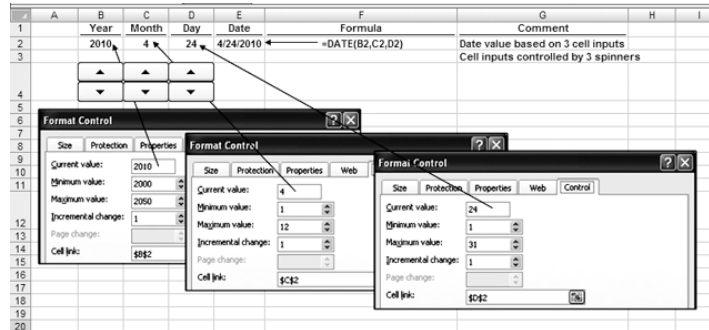 A B C D E F G H I
1 Year Month Day Date Formula Comment
2 2010 4 24 4/24/2010 =DATE(B2,C2,D2) Date value based on 3 cell inputs
3 Cell inputs controlled by 3 spinners
4
5
6
7
8
9
10
11
12
13
14
15
16
17
18
19
20
Format Control
Size Protection Properties
Current value: 2010
Minimum value: 2000
Maximum value: 2050
Incremental change: 1
Page change:
Cell link: $B$2
Format Control
Size Protection Properties Web
Current value: 4
Minimum value: 1
Maximum value: 12
Incremental change: 1
Page change:
Cell link: $C$2
Format Control
Size Protection Properties Web Control
Current value: 24
Minimum value: 1
Maximum value: 31
Incremental change: 1
Page change:
Cell link: $D$2